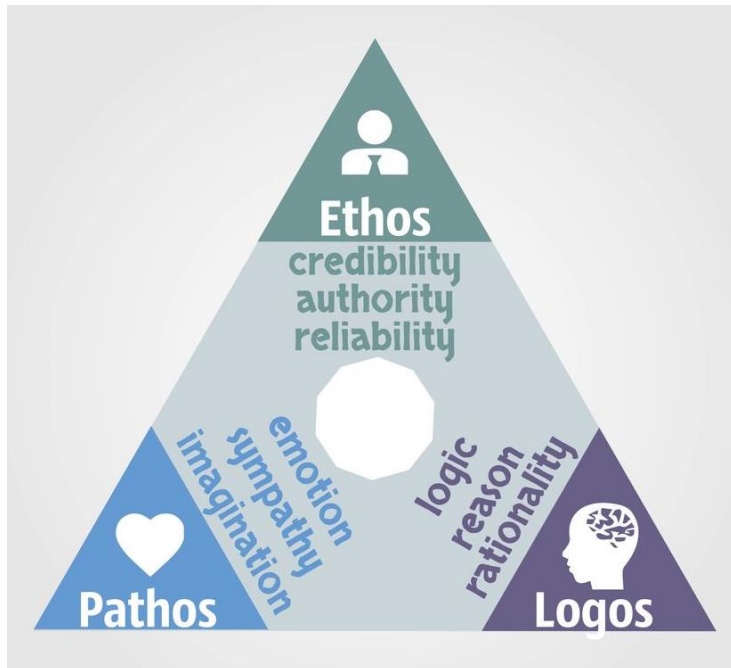 Ethos
credibility
authority
reliability
emotion
sympathy
imagination
Pathos
logic
reason
rationality
Logos